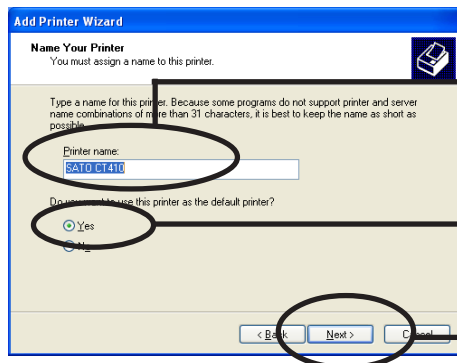 Add Printer Wizard
Name Your Printer
You must assign a name to this printer.
Type a name for this printer. Because some programs do not support printer and server
name combinations of more than 31 characters, it is best to keep the name as short as
possible.
Printer name:
SATO CT410
Do you want to use this printer as the default printer?
Yes
No
< Back
Next >
Cancel